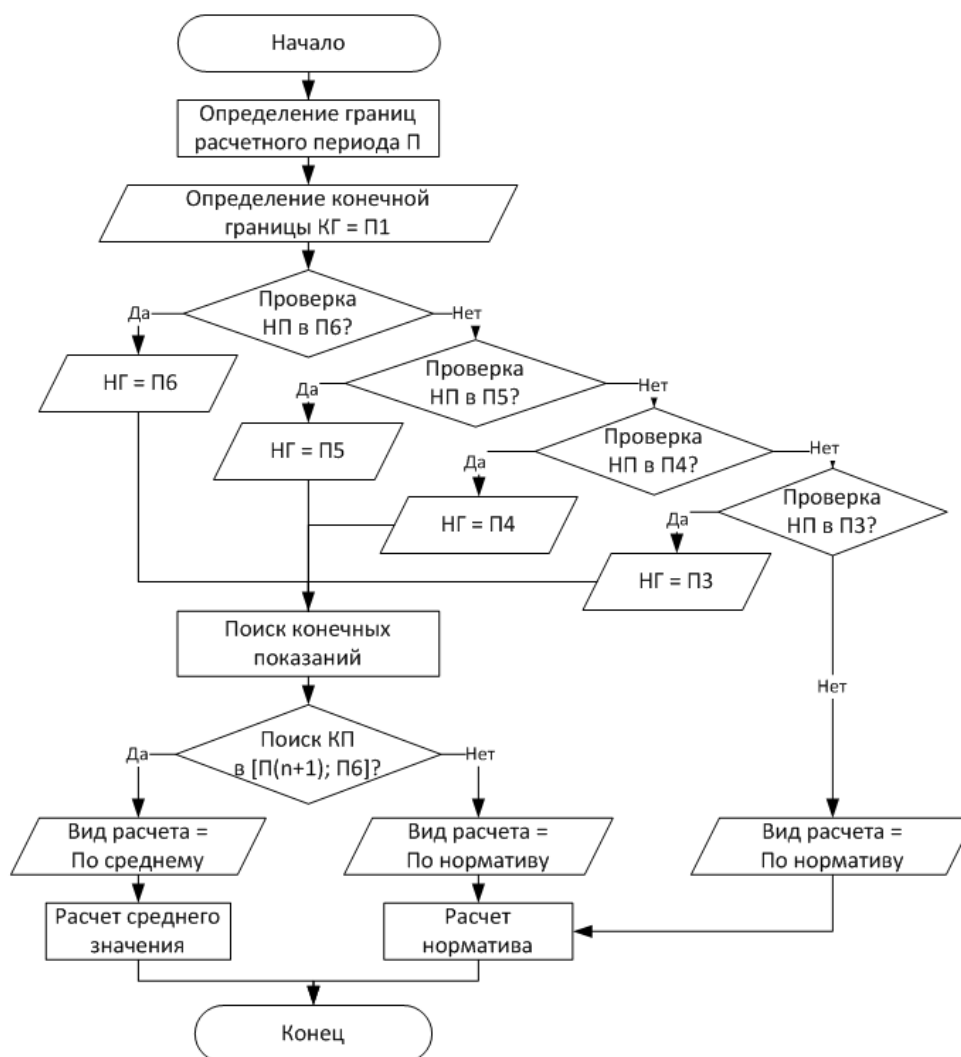 Начало
Определение границ
расчетного периода П
Определение конечной
границы КГ = П1
Проверка
НП в П6?
Да
Нет
НГ = П6
Проверка
НП в П5?
Да
Нет
НГ = П5
Проверка
НП в П4?
Да
Нет
НГ = П4
Проверка
НП в П3?
Да
НГ = П3
Нет
Поиск конечных
показаний
Поиск КП
в [П(n+1); П6]?
Да
Нет
Вид расчета =
По среднему
Вид расчета =
По нормативу
Вид расчета =
По нормативу
Расчет среднего
значения
Расчет
норматива
Конец